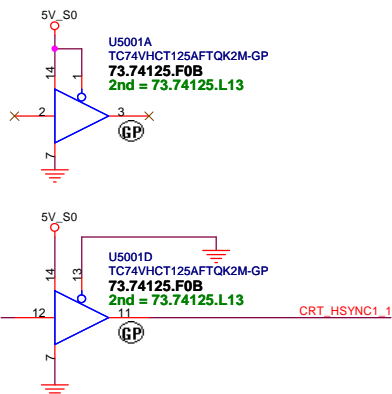 5V_S0
U5001A
TC74VHCT125AFTQK2M-GP
73.74125.F0B
2nd = 73.74125.L13
14
1
2
3
7
GP
5V_S0
U5001D
TC74VHCT125AFTQK2M-GP
73.74125.F0B
2nd = 73.74125.L13
14
13
12
11
CRT_HSYNC1_1
7
GP